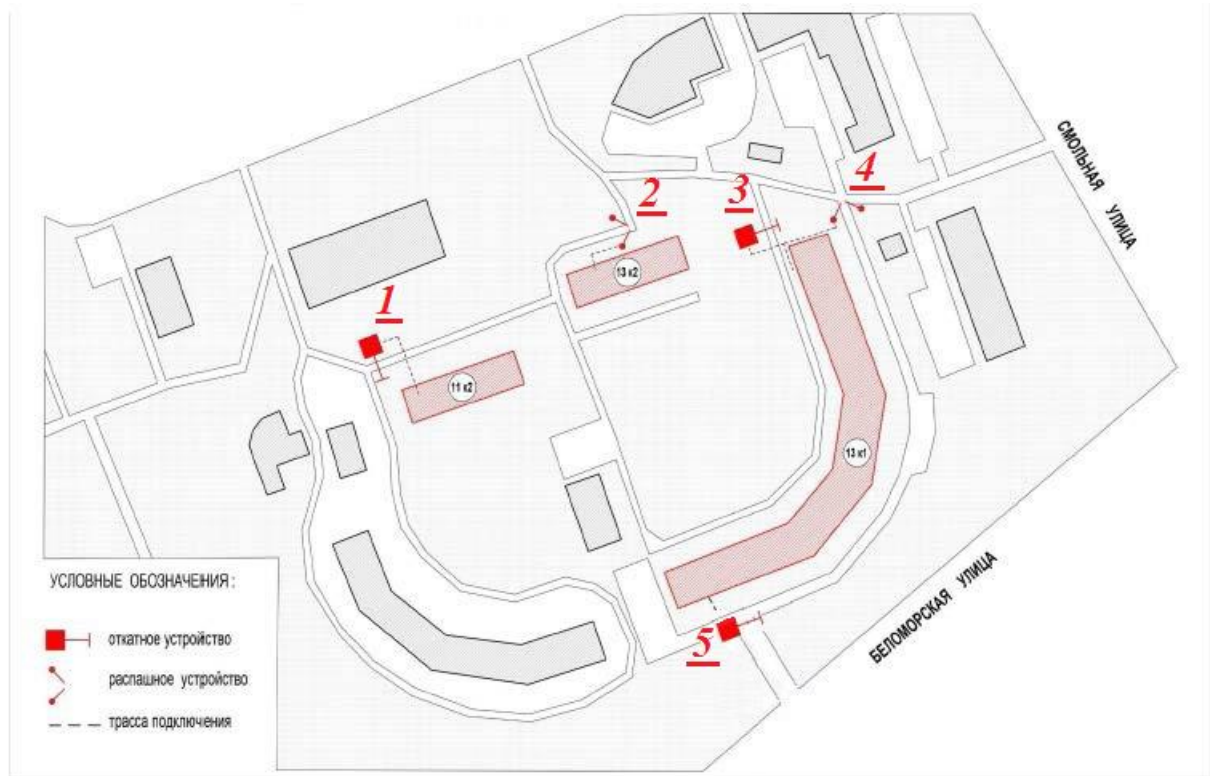 СМОЛЬНАЯ УЛИЦА
4
2
3
13 к2
1
11 к2
13 к1
БЕЛОМОРСКАЯ УЛИЦА
5
УСЛОВНЫЕ ОБОЗНАЧЕНИЯ :
откатное устройство
распашное устройство
трасса подключения